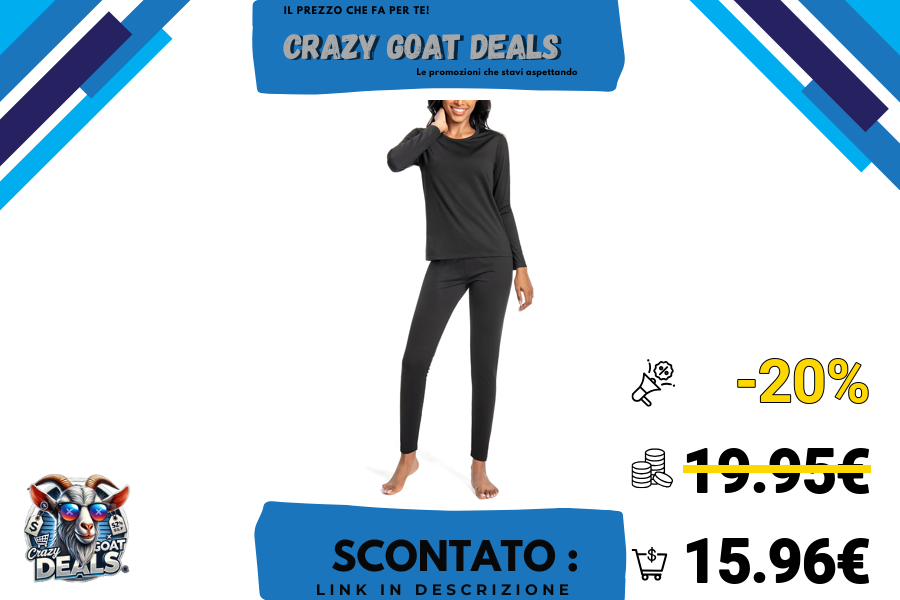 IL PREZZO CHE FA PER TE!
CRAZY GOAT DEALS
Le promozioni che stavi aspettando
-20%
19.95€
15.96€
SCONTATO :
LINK IN DESCRIZIONE
Crazy
GOAT
DEALS